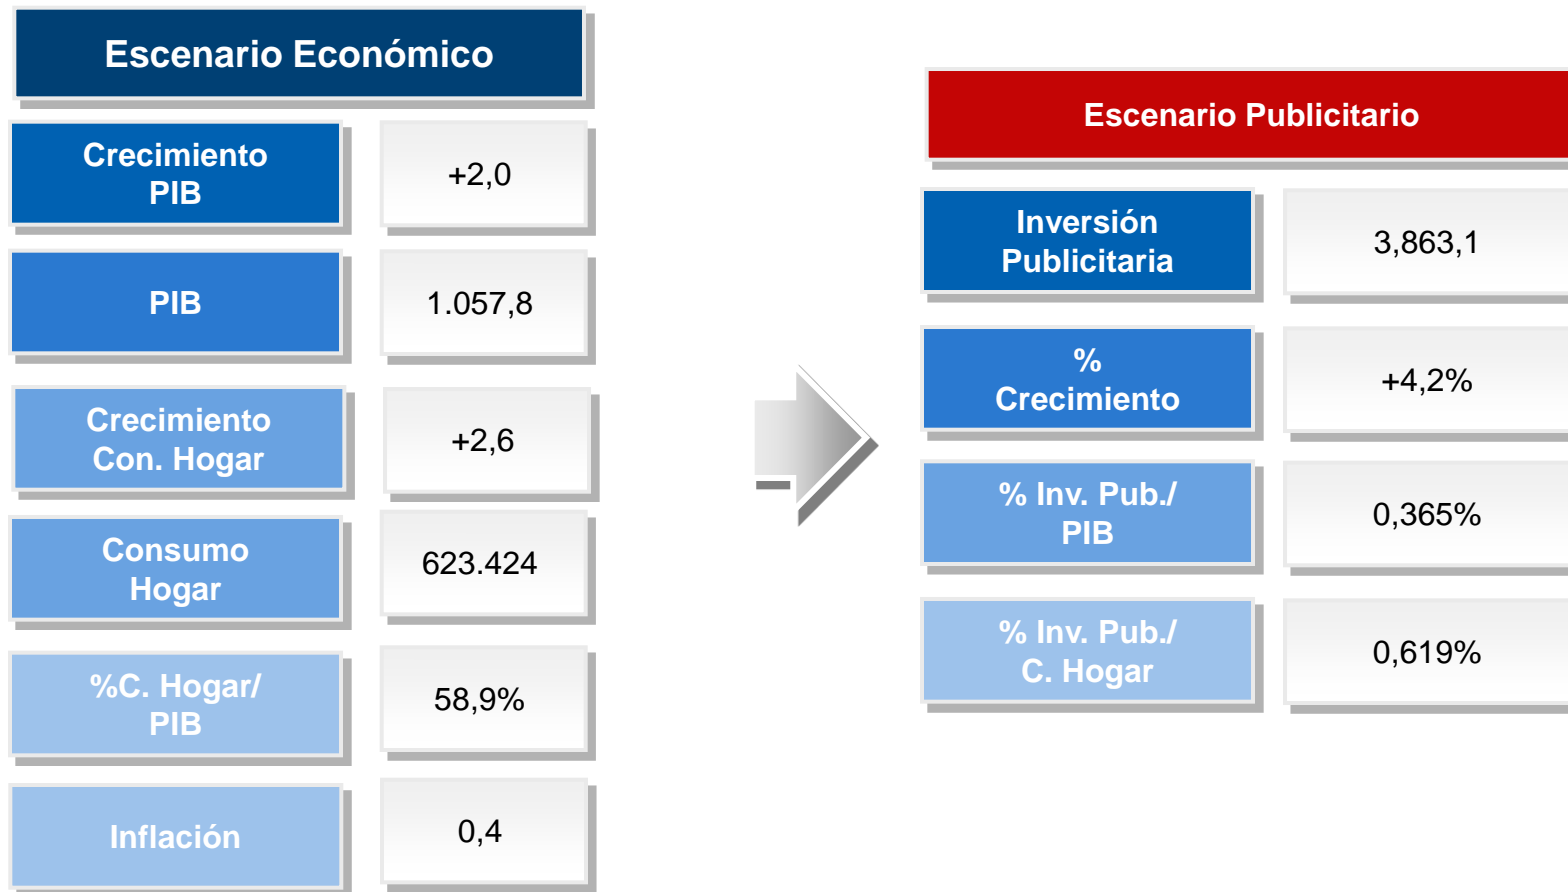 Escenario Económico
Crecimiento
PIB
+2,0
PIB
1.057,8
Crecimiento
Con. Hogar
+2,6
Consumo
Hogar
623.424
%C. Hogar/
PIB
58,9%
Inflación
0,4
Escenario Publicitario
Inversión
Publicitaria
3,863,1
%
Crecimiento
+4,2%
% Inv. Pub./
PIB
0,365%
% Inv. Pub./
C. Hogar
0,619%